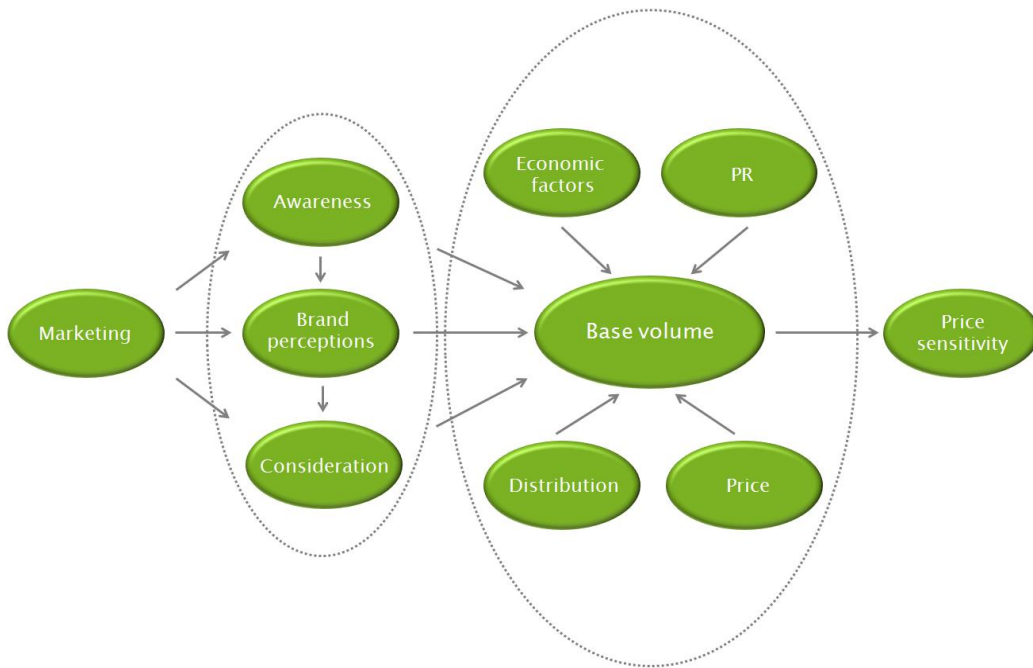 Economic
factors
PR
Awareness
Marketing
Brand
perceptions
Base volume
Price
sensitivity
Consideration
Distribution
Price